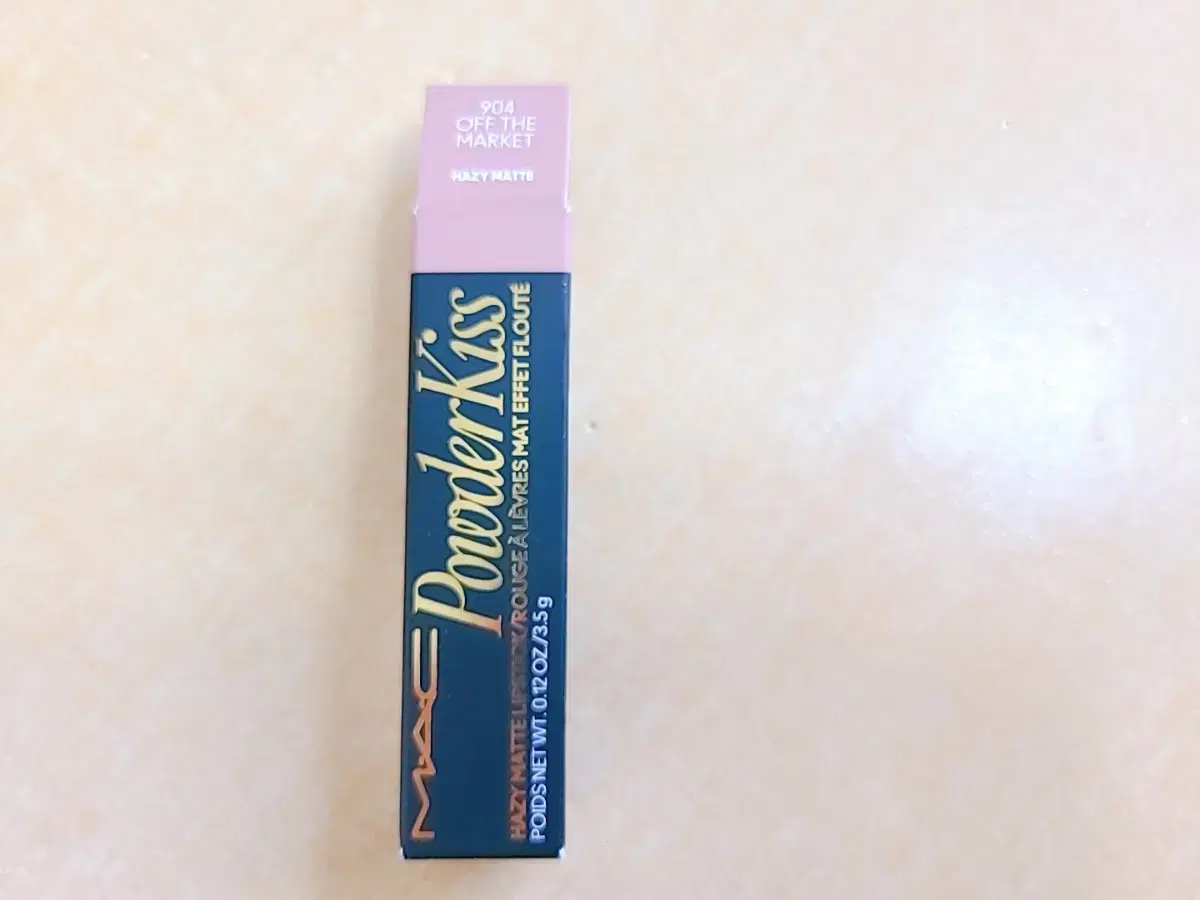 904
OFF THE
MARKET
HAZY MATTE
MAC PowderKiss
HAZY MATTE LIPSTICK/ROUGE À LÈVRES MAT EFFET FLOUTÉ
POIDS NET WT. 0.12 OZ./3.5 g